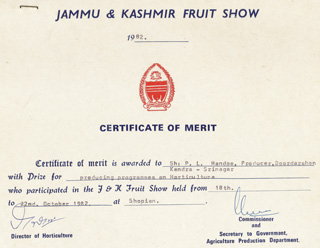 JAMMU & KASHMIR FRUIT SHOW
1982.
CERTIFICATE OF MERIT
Certificate of merit is awarded to Sh: P. L. Handoo, Producer, Doordarshan
Kendra - Srinagar
with Prize for producing programmes on Horticulture
who participated in the J & K Fruit Show held from 18th.
to 22nd, October 1982. at Shopian.
Director of Horticulture
Commissioner
and
Secretary to Government,
Agriculture Production Department.